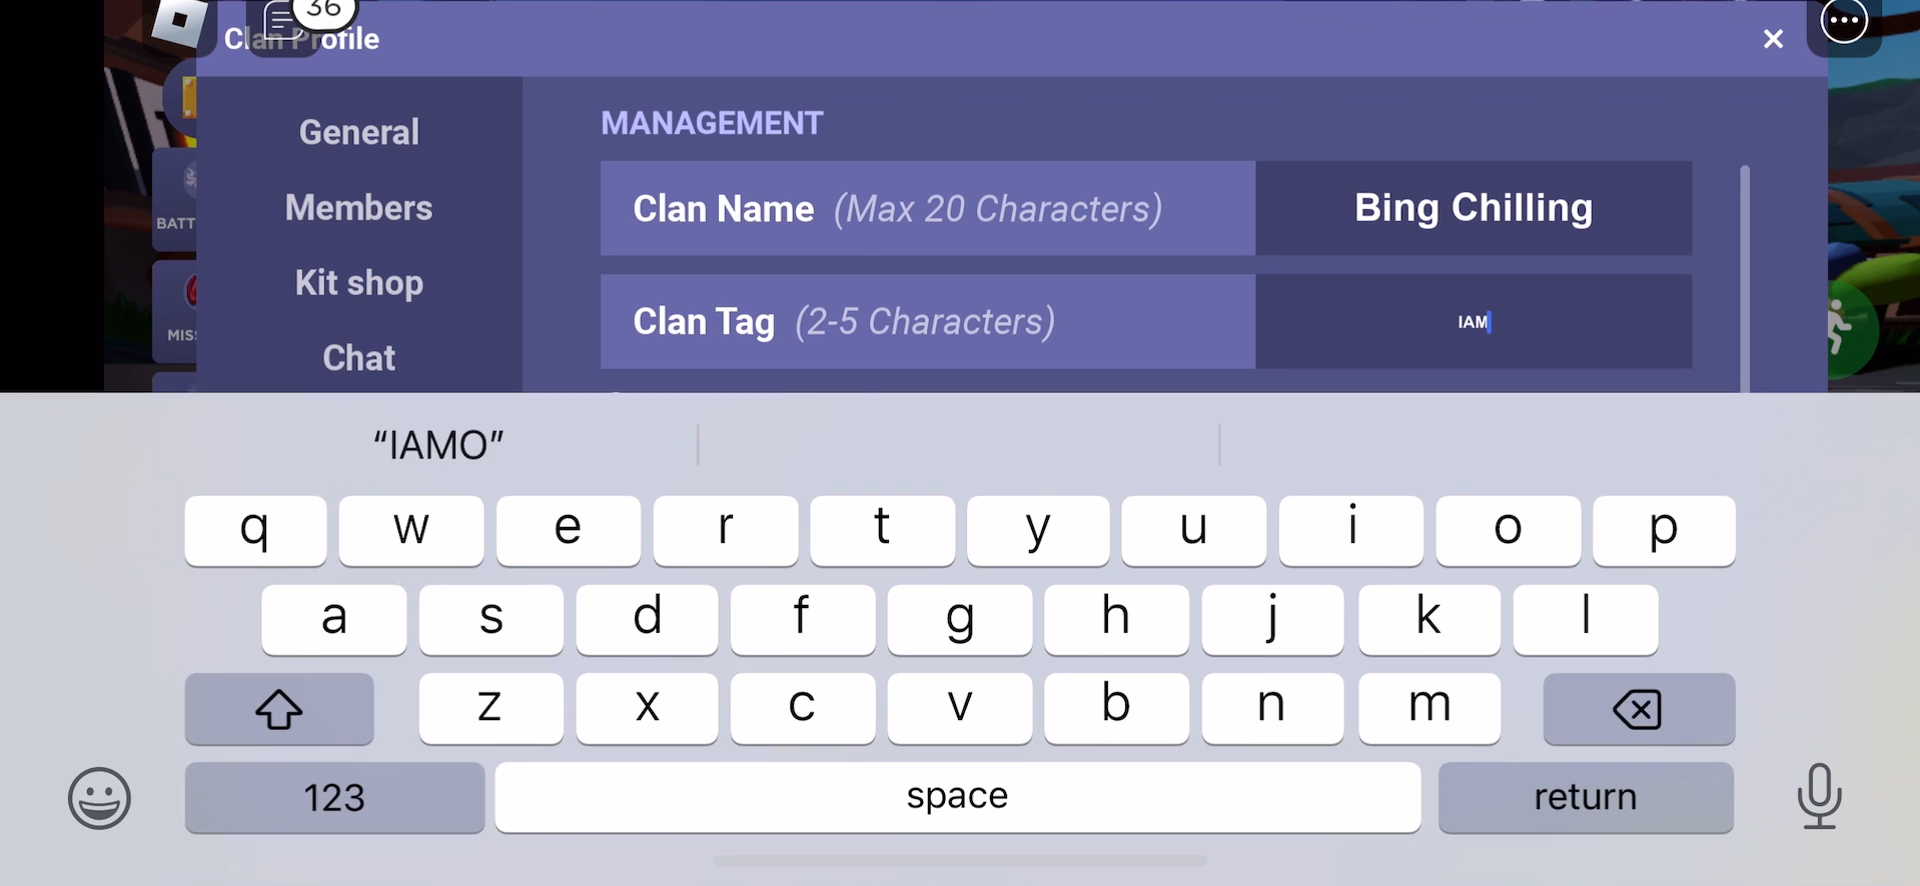 36
Clan Profile
General
Members
Kit shop
Chat
BATT
MISS
MANAGEMENT
Clan Name (Max 20 Characters) Bing Chilling
Clan Tag (2-5 Characters) IAM
“IAMO”
q w e r t y u i o p
a s d f g h j k l
z x c v b n m
123 space return